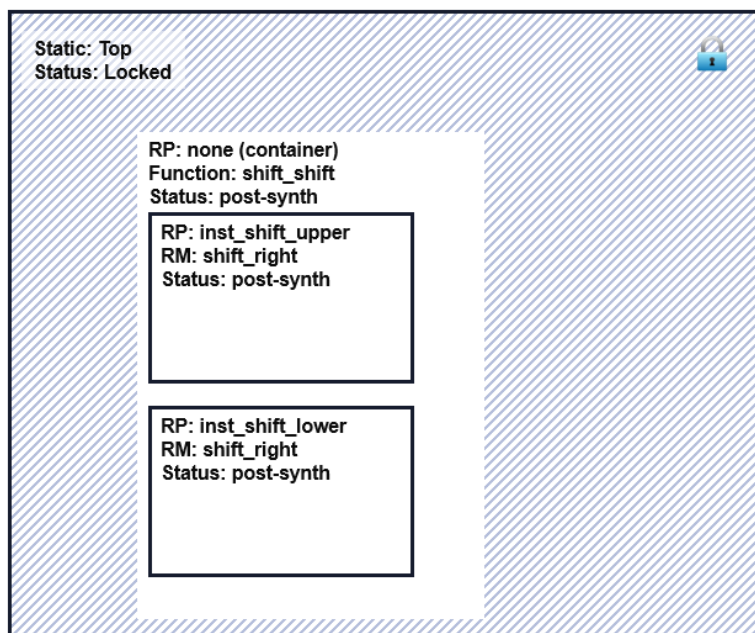 Static: Top
Status: Locked
RP: none (container)
Function: shift_shift
Status: post-synth
RP: inst_shift_upper
RM: shift_right
Status: post-synth
RP: inst_shift_lower
RM: shift_right
Status: post-synth